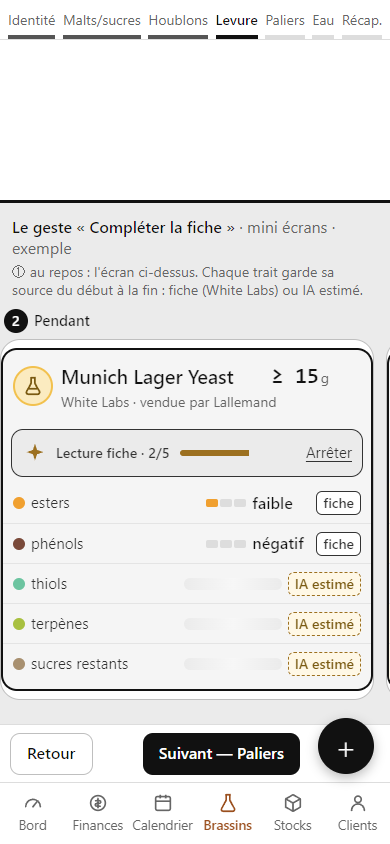 Identité Malts/sucres Houblons Levure Paliers Eau Récap.
Le geste « Compléter la fiche » · mini écrans ·
exemple
① au repos : l'écran ci-dessus. Chaque trait garde sa
source du début à la fin : fiche (White Labs) ou IA estimé.
2 Pendant
Munich Lager Yeast ≥ 15 g
White Labs · vendue par Lallemand
Lecture fiche · 2/5 Arrêter
esters faible fiche
phénols négatif fiche
thiols IA estimé
terpènes IA estimé
sucres restants IA estimé
Retour Suivant — Paliers +
Bord Finances Calendrier Brassins Stocks Clients